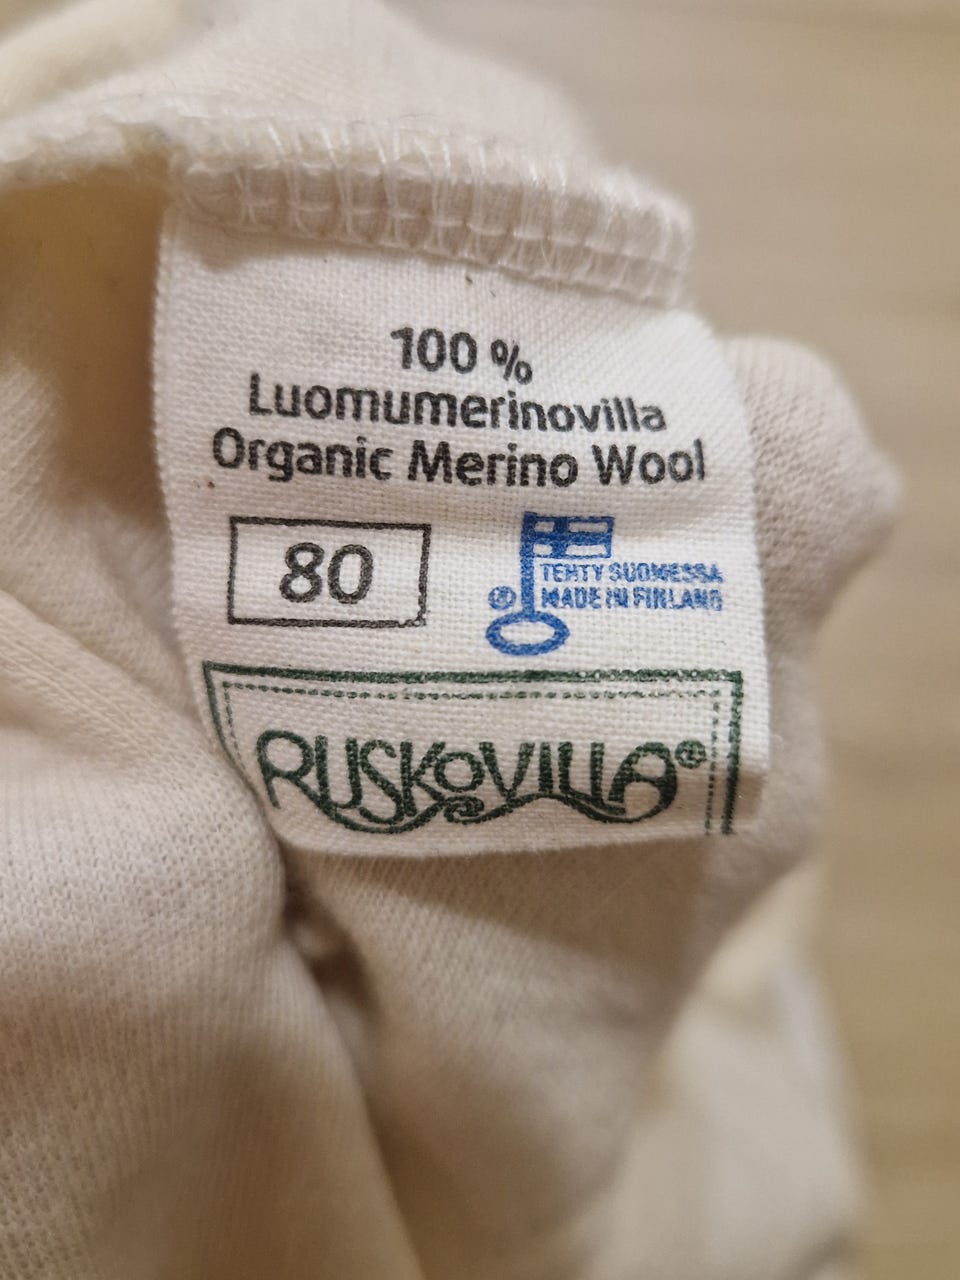 100 %
Luomumerinovilla
Organic Merino Wool
80
TEHTY SUOMESSA
MADE IN FINLAND
®
RUSKOVILLA®